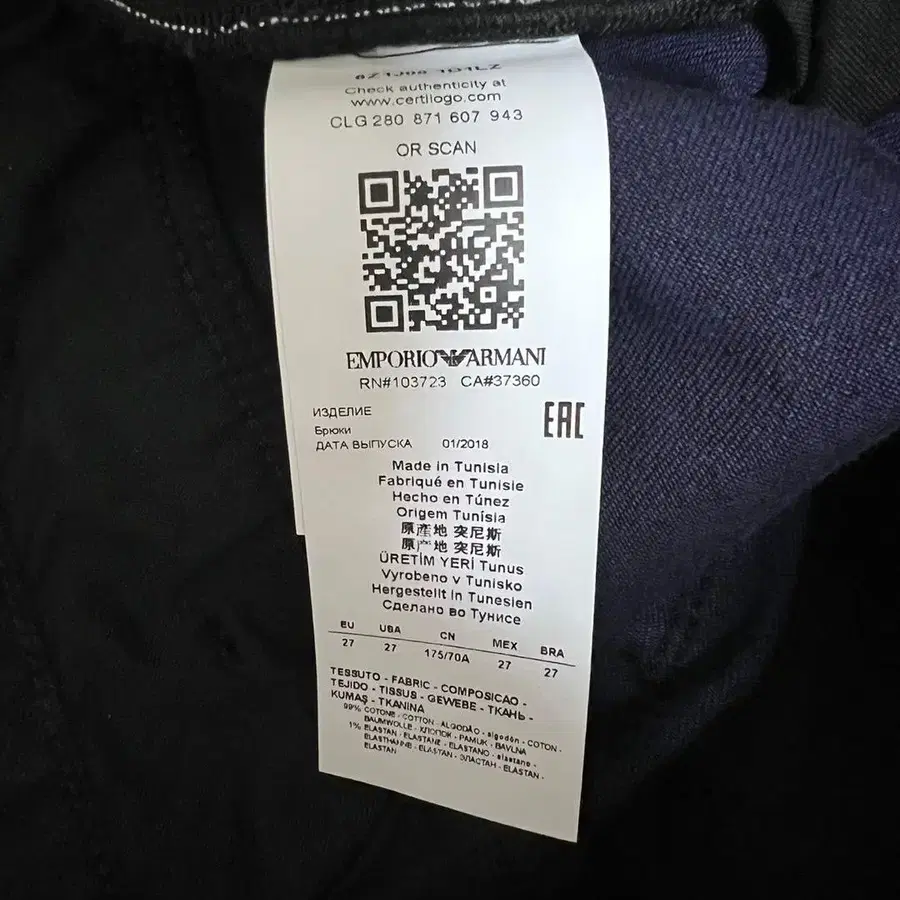 Check authenticity at
www.certilogo.com
CLG 280 871 607 943
OR SCAN
EMPORIO ARMANI
RN#103723 CA#37360
ИЗДЕЛИЕ
EAC
Брюки
ДАТА ВЫПУСКА 01/2018
Made in Tunisia
Fabriqué en Tunisie
Hecho en Túnez
Origem Tunísia
原產地 突尼斯
原产地 突尼斯
ÜRETİM YERİ Tunus
Vyrobeno v Tunisko
Hergestellt in Tunesien
Сделано во Тунисе
EU USA CN MEX BRA
27 27 175/70A 27 27
TESSUTO - FABRIC - COMPOSICAO -
TEJIDO - TISSUS - GEWEBE - ТКАНЬ -
KUMAŞ - TKANINA
99% COTONE - COTTON - ALGODÃO - algodón - COTON -
BAUMWOLLE - ХЛОПОК - PAMUK - BAVLNA
1% ELASTAN - ELASTANE - ELASTANO - elastano -
ELASTHANNE - ELASTAN - ЭЛАСТАН - ELASTAN -
ELASTAN